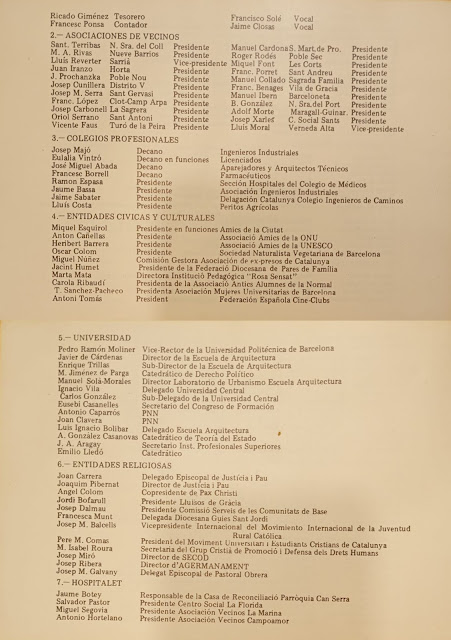 Ricardo Giménez Tesorero Francisco Solé Vocal
Francesc Ponsa Contador Jaime Closas Vocal
2.— ASOCIACIONES DE VECINOS
Sant. Terribas N. Sra. del Coll Presidente Manuel Cardona S. Mart.de Pro. Presidente
M. A. Rivas Nueve Barrios Presidente Roger Rodés Poble Sec Presidente
Lluís Reverter Sarriá Vice-presidente Miquel Font Les Corts Presidente
Juan Iranzo Horta Presidente Franc. Porret Sant Andreu Presidente
J. Prochanzka Poble Nou Presidente Manuel Collado Sagrada Familia Presidente
Josep Cunillera Distrito V Presidente Franc. Benages Vila de Gracia Presidente
Josep M. Serra Sant Gervasi Presidente Manuel Ibern Barceloneta Presidente
Franc. López Clot-Camp Arpa Presidente B. González N. Sra.del Port Presidente
Josep Carbonell La Sagrera Presidente Adolf Morte Maragall-Guinar. Presidente
Oriol Serrano Sant Antoni Presidente Josep Xarlef C. Social Sants Presidente
Vicente Faus Turó de la Peira Presidente Lluís Moral Verneda Alta Vice-presidente
3.— COLEGIOS PROFESIONALES
Josep Majó Decano Ingenieros Industriales
Eulalia Vintró Decano en funciones Licenciados
José Miguel Abada Decano Aparejadores y Arquitectos Técnicos
Francesc Borrell Decano Farmacéuticos
Ramon Espasa Presidente Sección Hospitales del Colegio de Médicos
Jaume Bassa Presidente Asociación Ingenieros Industriales
Jaime Sabater Presidente Delagación Catalunya Colegio Ingenieros de Caminos
Lluís Costa Presidente Peritos Agrícolas
4.— ENTIDADES CIVICAS Y CULTURALES
Miquel Esquirol Presidente en funciones Amics de la Ciutat
Anton Cañellas Presidente Associació Amics de la ONU
Heribert Barrera Presidente Associació Amics de la UNESCO
Oscar Colom Presidente Sociedad Naturalista Vegetariana de Barcelona
Miguel Núñez Comisión Gestora Asociación de ex-presos de Catalunya
Jacint Humet Presidente de la Federació Diocesana de Pares de Família
Marta Mata Directora Institució Pedagógica "Rosa Sensat"
Carola Ribaudí Presidenta de la Associació Antics Alumnes de la Normal
T. Sánchez-Pacheco Presidenta Asociación Mujeres Universitarias de Barcelona
Antoni Tomás President Federación Española Cine-Clubs
5.— UNIVERSIDAD
Pedro Ramón Moliner Vice-Rector de la Universidad Politécnica de Barcelona
Javier de Cárdenas Director de la Escuela de Arquitectura
Enrique Trillas Sub-Director de la Escuela de Arquitectura
M. Jiménez de Parga Catedrático de Derecho Político
Manuel Solá-Morales Director Laboratorio de Urbanismo Escuela Arquitectura
Ignacio Vila Delegado Universidad Central
Carlos González Sub-Delegado de la Universidad Central
Eusebi Casanelles Secretario del Congreso de Formación
Antonio Caparrós PNN
Joan Clavera PNN
Luis Ignacio Bolíbar Delegado Escuela Arquitectura
A. González Casanovas Catedrático de Teoría del Estado
J. A. Aragay Secretario Inst. Profesionales Superiores
Emilio Lledó Catedrático
6.— ENTIDADES RELIGIOSAS
Joan Carrera Delegado Episcopal de Justícia i Pau
Joaquim Pibernat Director de Justícia i Pau
Angel Colom Copresidente de Pax Christi
Jordi Bofarull Presidente Lluïsos de Gràcia
Josep Dalmau Presidente Comissió Serveis de les Comunitats de Base
Francesca Munt Delegada Diocesana Guies Sant Jordi
Josep M. Balcells Vicepresidente Internacional del Movimiento Internacional de la Juventud
Rural Católica
Pere M. Comas President del Moviment Universitari i Estudiants Cristians de Catalunya
M. Isabel Roura Secretaria del Grup Cristiá de Promoció i Defensa dels Drets Humans
Josep Miró Director de SECOD
Josep Ribera Director d'AGERMANAMENT
Josep M. Galvany Delegat Episcopal de Pastoral Obrera
7.— HOSPITALET
Jaume Botey Responsable de la Casa de Reconciliació Parròquia Can Serra
Salvador Pastor Presidente Centro Social La Florida
Miguel Segovia Presidente Asociación Vecinos La Marina
Antonio Hortelano Presidente Asociación Vecinos Campoamor